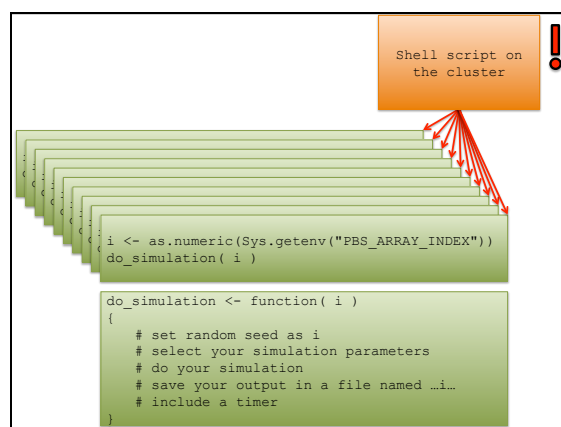 Shell script on
the cluster
!
i <- as.numeric(Sys.getenv("PBS_ARRAY_INDEX"))
do_simulation( i )
do_simulation <- function( i )
{
# set random seed as i
# select your simulation parameters
# do your simulation
# save your output in a file named …i…
# include a timer
}